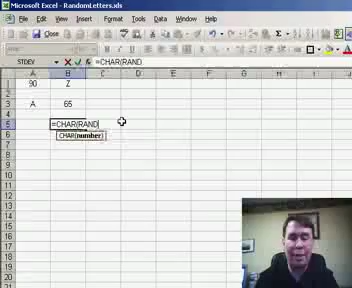 Microsoft Excel - RandomLetters.xls
File Edit View Insert Format Tools Data Window Help
STDEV =CHAR(RAND
A B C D E F G H I
1 90 Z
2
3 A 65
4
5 =CHAR(RAND
6 CHAR(number)
7
8
9
10
11
12
13
14
15
16
17
18
19
20
21